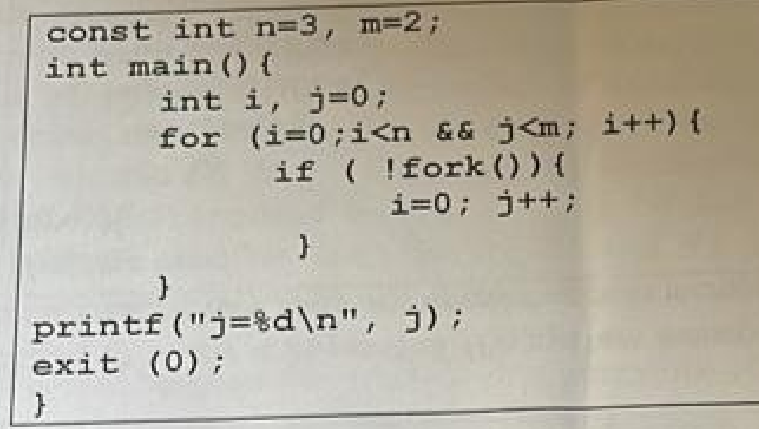 const int n=3, m=2;
int main(){
int i, j=0;
for (i=0;i<n && j<m; i++){
if ( !fork()){
i=0; j++;
}
}
printf("j=%d\n", j);
exit (0);
}